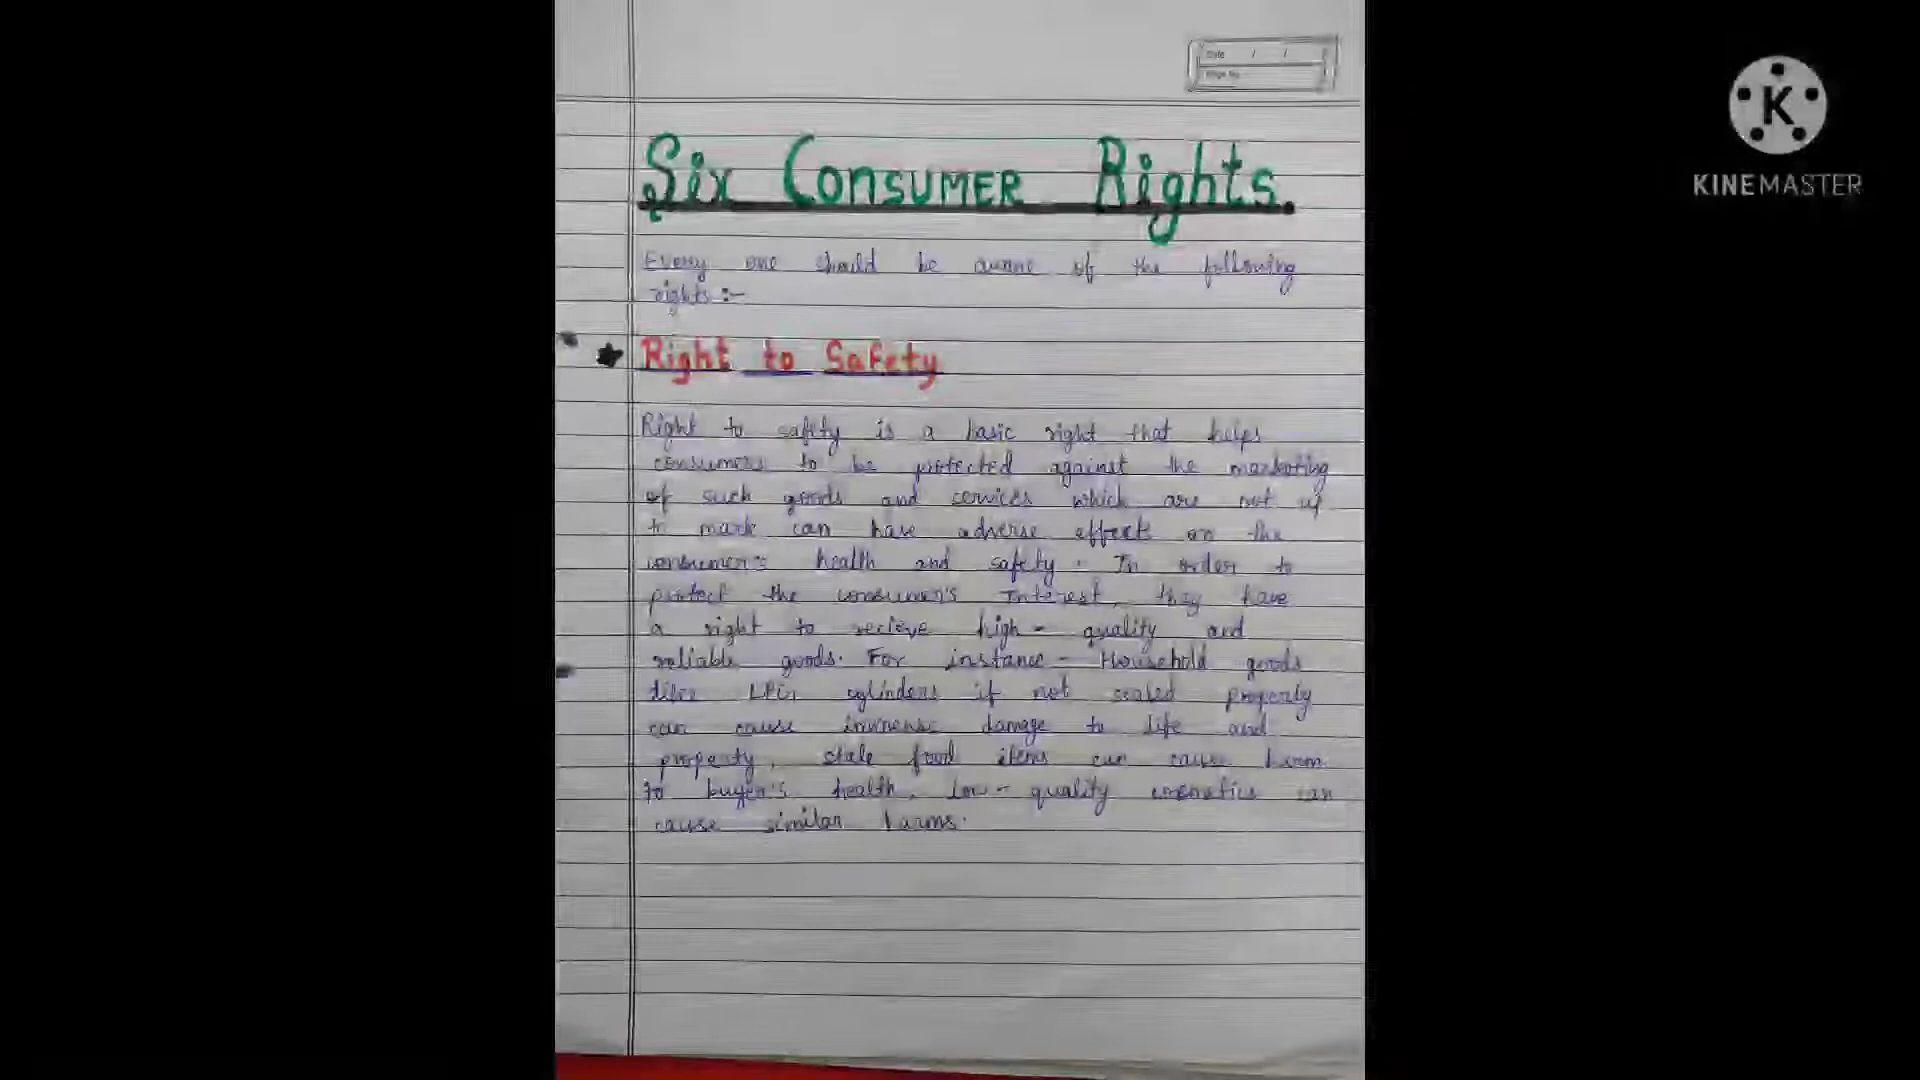 Date / /
Page No.
Six CONSUMER Rights.
Every one should be aware of the following
rights :-
★ Right to Safety
Right to safety is a basic right that helps
consumers to be protected against the marketing
of such goods and services which are not up
to mark can have adverse effects on the
consumer's health and safety. In order to
protect the consumer's Interest, they have
a right to recieve high - quality and
reliable goods. For instance - Household goods
like LPG cylinders if not sealed properly
can cause immense damage to life and
property, stale food items can cause harm
to buyer's health, low - quality cosmetics can
cause similar harms.
K
KINEMASTER